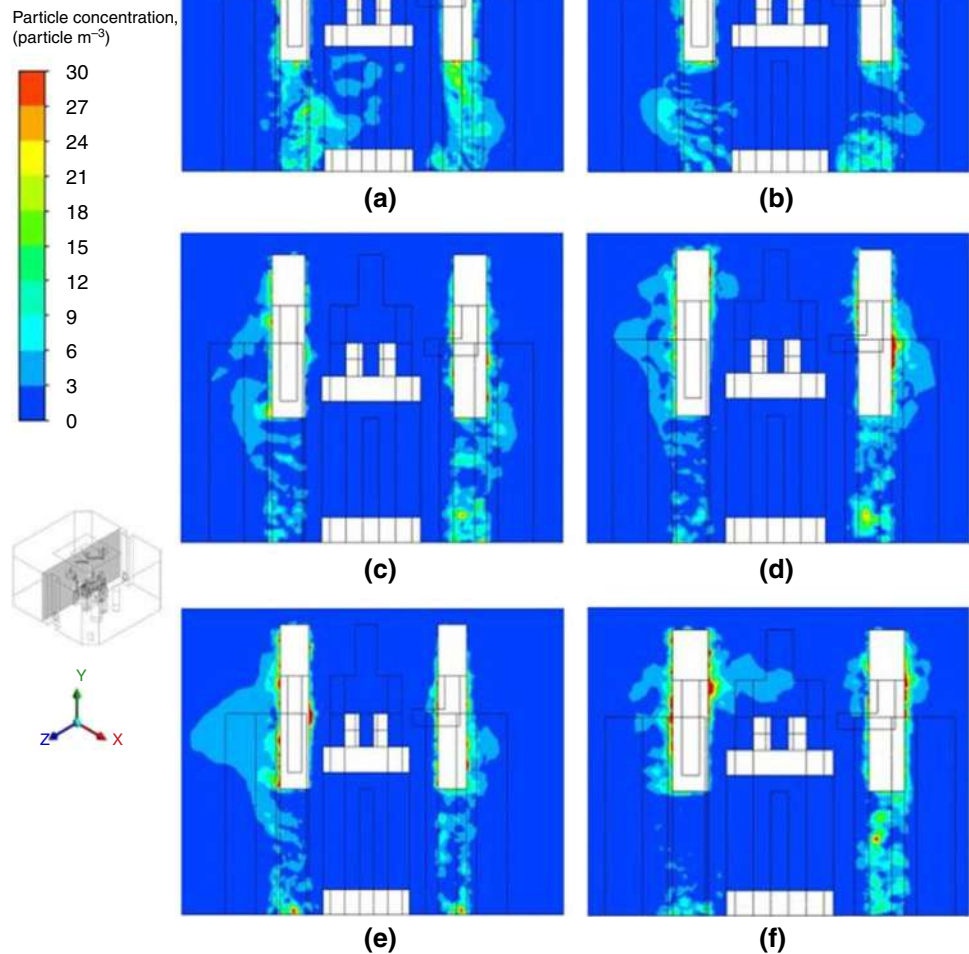 Particle concentration,
(particle m⁻³)
30
27
24
21
18
15
12
9
6
3
0
(a)
(b)
(c)
(d)
Y
Z
X
(e)
(f)